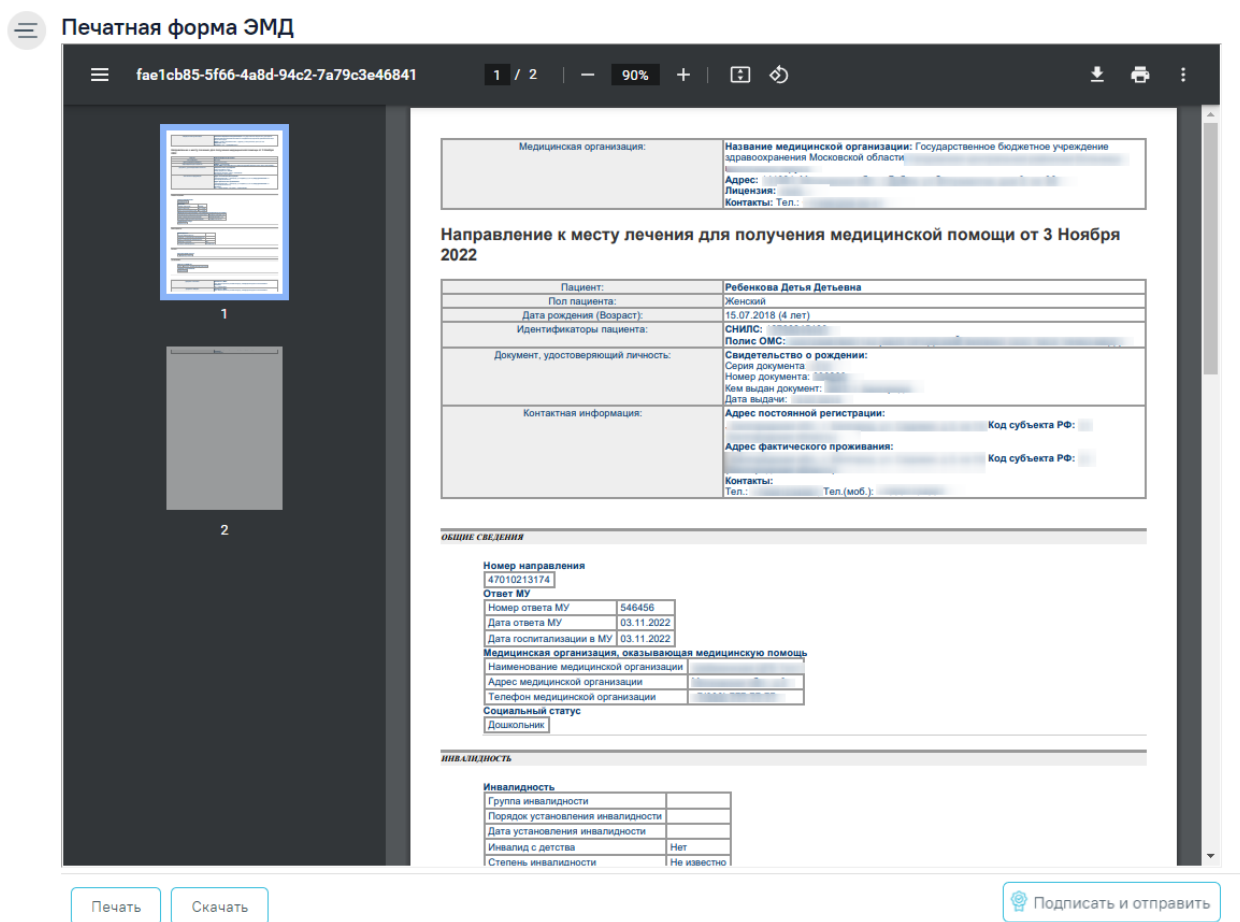 Печатная форма ЭМД
fae1cb85-5f66-4a8d-94c2-7a79c3e46841
1 / 2
90%
1
2
Медицинская организация:
Название медицинской организации: Государственное бюджетное учреждение
здравоохранения Московской области
Адрес:
Лицензия:
Контакты: Тел.:
Направление к месту лечения для получения медицинской помощи от 3 Ноября
2022
Пациент: Ребенкова Детья Детьевна
Пол пациента: Женский
Дата рождения (Возраст): 15.07.2018 (4 лет)
Идентификаторы пациента: СНИЛС:
Полис ОМС:
Документ, удостоверяющий личность: Свидетельство о рождении:
Серия документа
Номер документа:
Кем выдан документ:
Дата выдачи:
Контактная информация: Адрес постоянной регистрации:
Код субъекта РФ:
Адрес фактического проживания:
Код субъекта РФ:
Контакты:
Тел.: Тел.(моб.):
ОБЩИЕ СВЕДЕНИЯ
Номер направления
47010213174
Ответ МУ
Номер ответа МУ 546456
Дата ответа МУ 03.11.2022
Дата госпитализации в МУ 03.11.2022
Медицинская организация, оказывающая медицинскую помощь
Наименование медицинской организации
Адрес медицинской организации
Телефон медицинской организации
Социальный статус
Дошкольник
ИНВАЛИДНОСТЬ
Инвалидность
Группа инвалидности
Порядок установления инвалидности
Дата установления инвалидности
Инвалид с детства Нет
Степень инвалидности Не известно
Печать
Скачать
Подписать и отправить